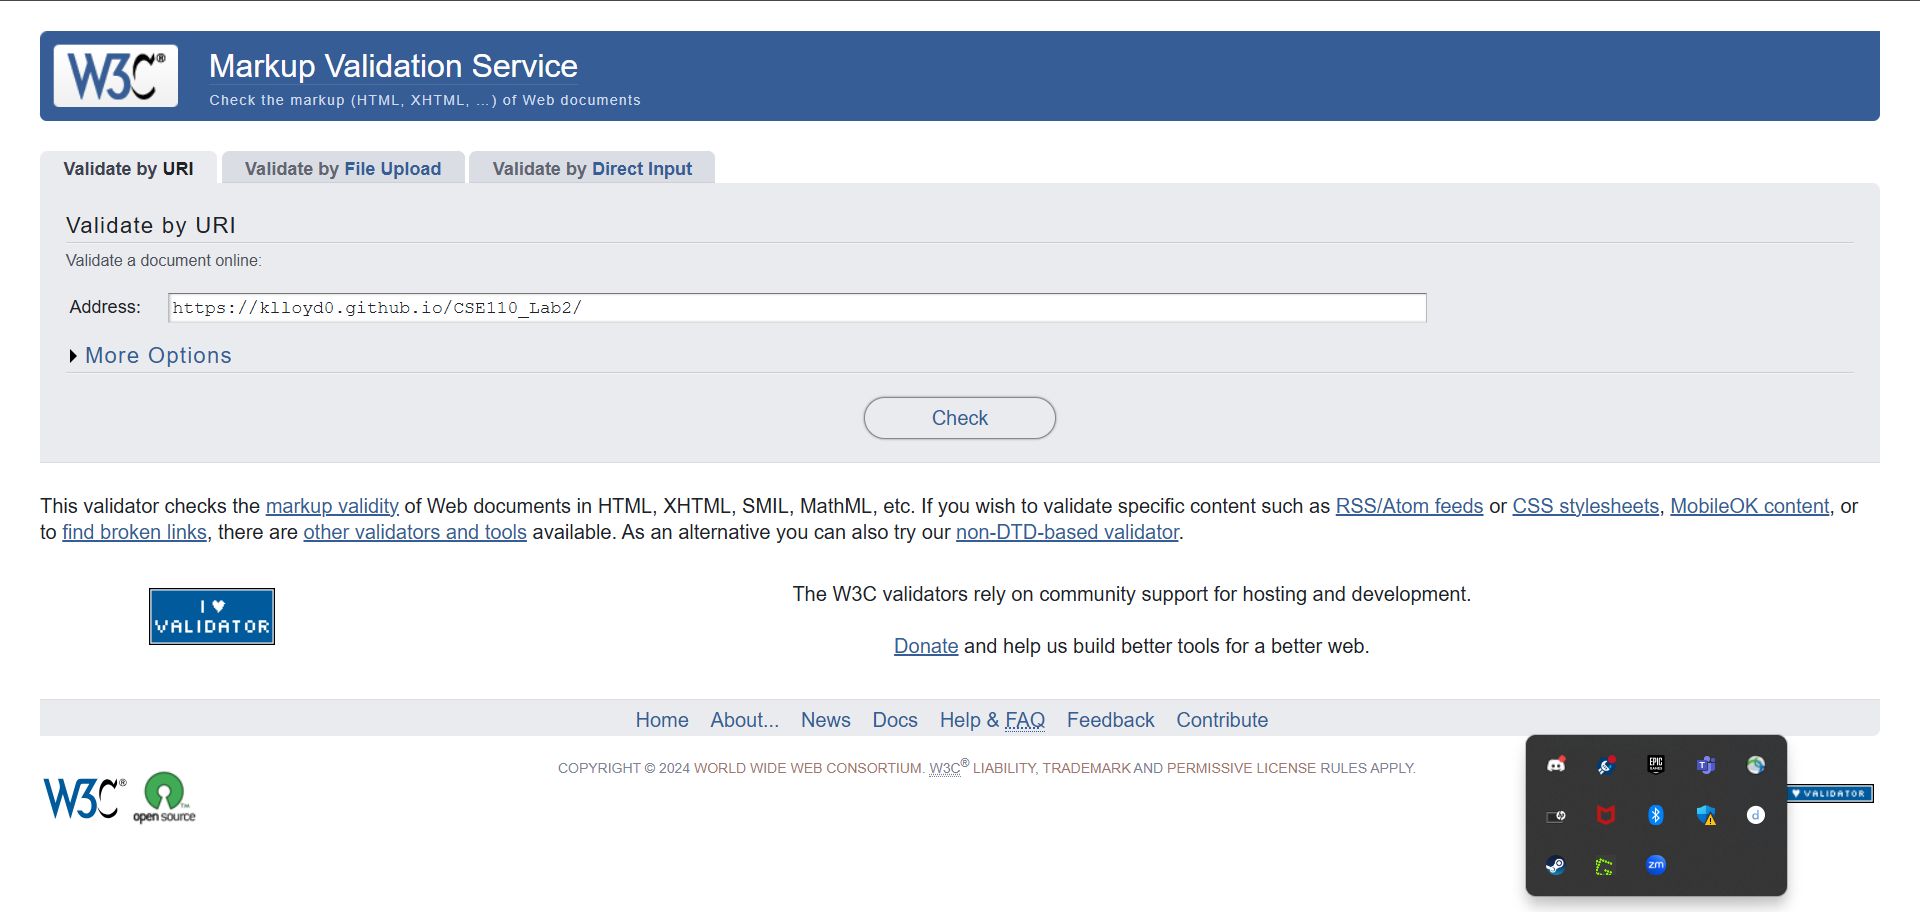 W3C®
Markup Validation Service
Check the markup (HTML, XHTML, …) of Web documents
Validate by URI
Validate by File Upload
Validate by Direct Input
Validate by URI
Validate a document online:
Address:
https://klloyd0.github.io/CSE110_Lab2/
More Options
Check
This validator checks the markup validity of Web documents in HTML, XHTML, SMIL, MathML, etc. If you wish to validate specific content such as RSS/Atom feeds or CSS stylesheets, MobileOK content, or
to find broken links, there are other validators and tools available. As an alternative you can also try our non-DTD-based validator.
I ♥
VALIDATOR
The W3C validators rely on community support for hosting and development.
Donate and help us build better tools for a better web.
Home About... News Docs Help & FAQ Feedback Contribute
COPYRIGHT © 2024 WORLD WIDE WEB CONSORTIUM. W3C® LIABILITY, TRADEMARK AND PERMISSIVE LICENSE RULES APPLY.
W3C®
open source™
♥ VALIDATOR
EPIC
GAMES
d
zm